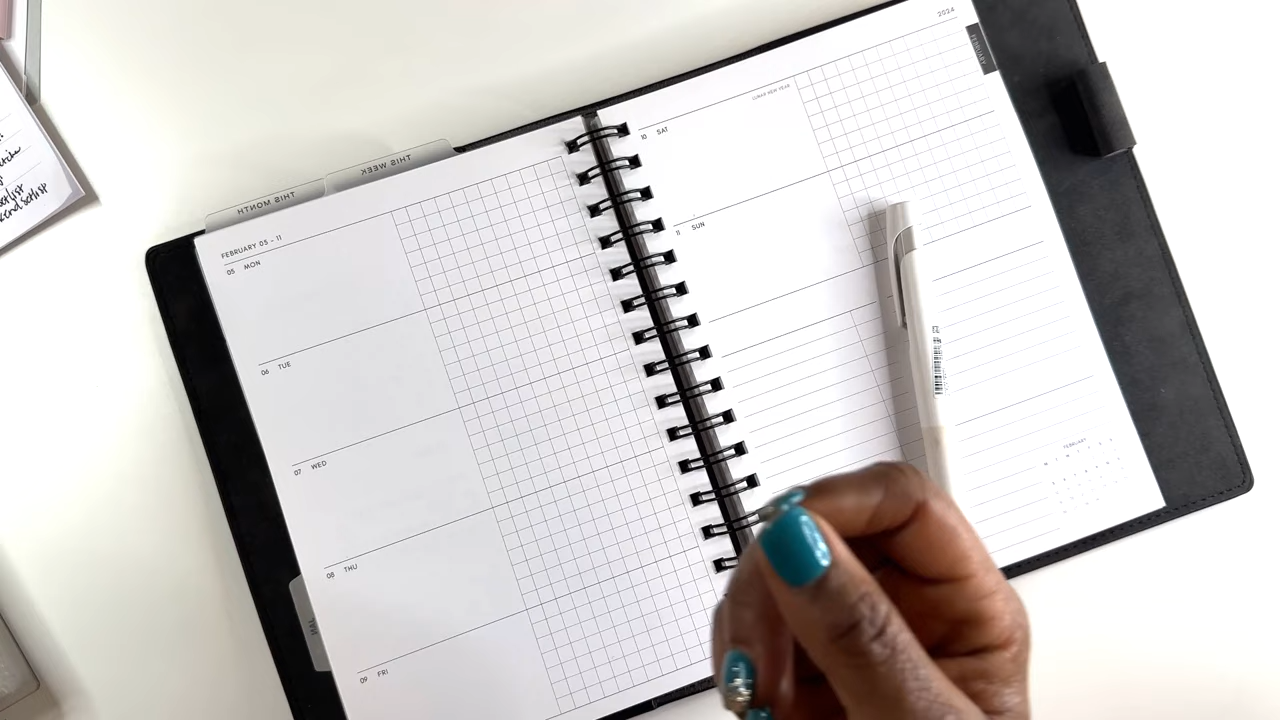 THIS MONTH
THIS WEEK
FEBRUARY 05 - 11
05 MON
06 TUE
07 WED
08 THU
09 FRI
2024
FEBRUARY
LUNAR NEW YEAR
10 SAT
11 SUN
FEBRUARY